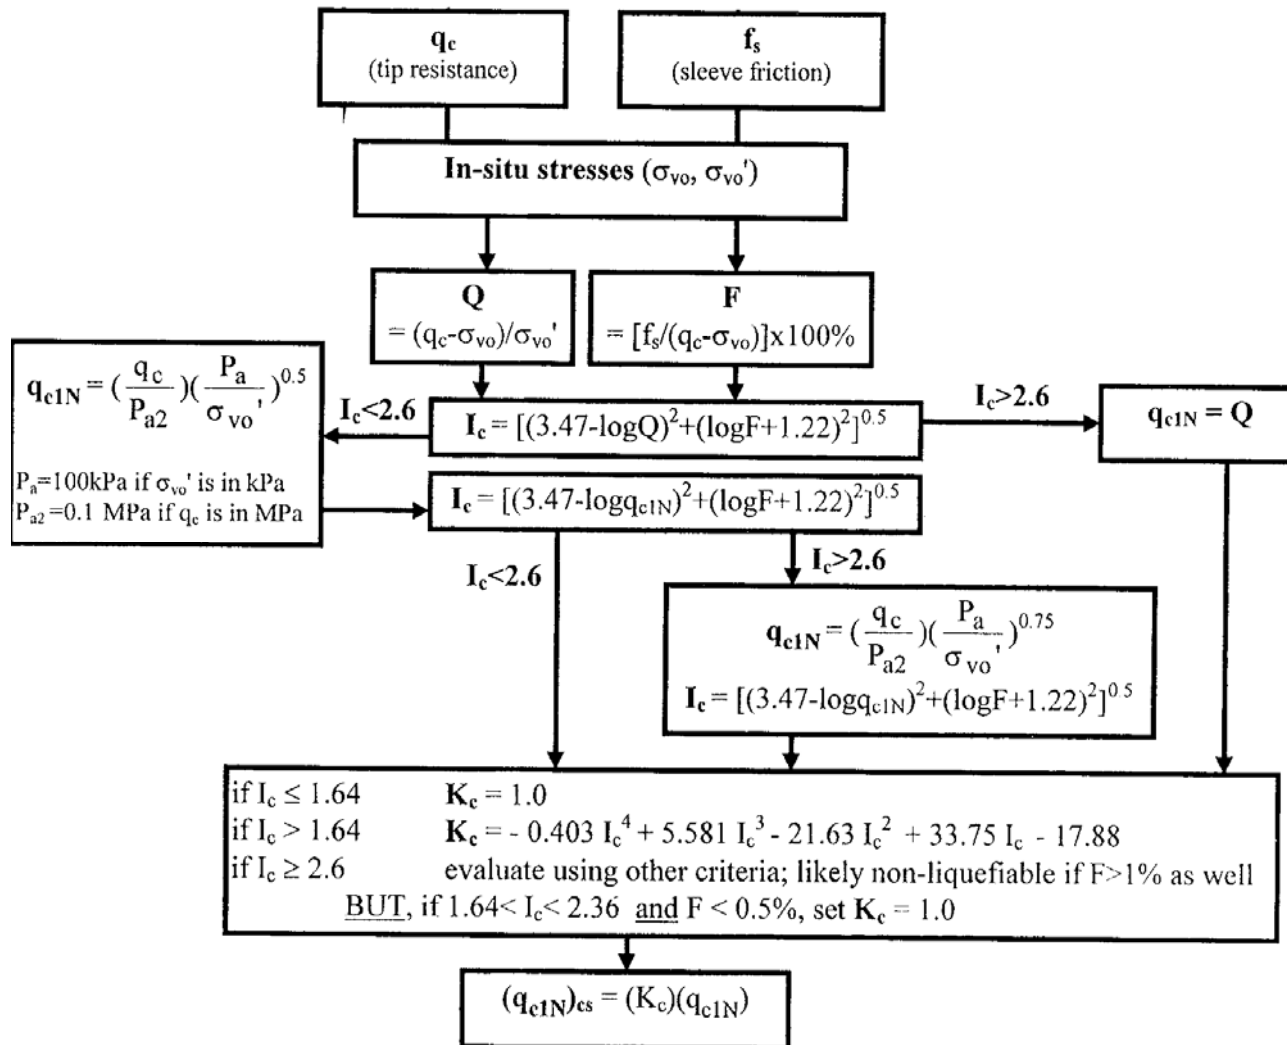 q_c
(tip resistance)
f_s
(sleeve friction)
In-situ stresses (σ_vo, σ_vo')
Q
= (q_c-σ_vo)/σ_vo'
F
= [f_s/(q_c-σ_vo)]x100%
q_c1N = (q_c/P_a2)(P_a/σ_vo')^0.5
P_a=100kPa if σ_vo' is in kPa
P_a2=0.1 MPa if q_c is in MPa
I_c<2.6
I_c = [(3.47-logQ)^2+(logF+1.22)^2]^0.5
I_c>2.6
q_c1N = Q
I_c = [(3.47-logq_c1N)^2+(logF+1.22)^2]^0.5
I_c<2.6
I_c>2.6
q_c1N = (q_c/P_a2)(P_a/σ_vo')^0.75
I_c = [(3.47-logq_c1N)^2+(logF+1.22)^2]^0.5
if I_c ≤ 1.64 K_c = 1.0
if I_c > 1.64 K_c = - 0.403 I_c^4 + 5.581 I_c^3 - 21.63 I_c^2 + 33.75 I_c - 17.88
if I_c ≥ 2.6 evaluate using other criteria; likely non-liquefiable if F>1% as well
BUT, if 1.64< I_c< 2.36 and F < 0.5%, set K_c = 1.0
(q_c1N)_cs = (K_c)(q_c1N)